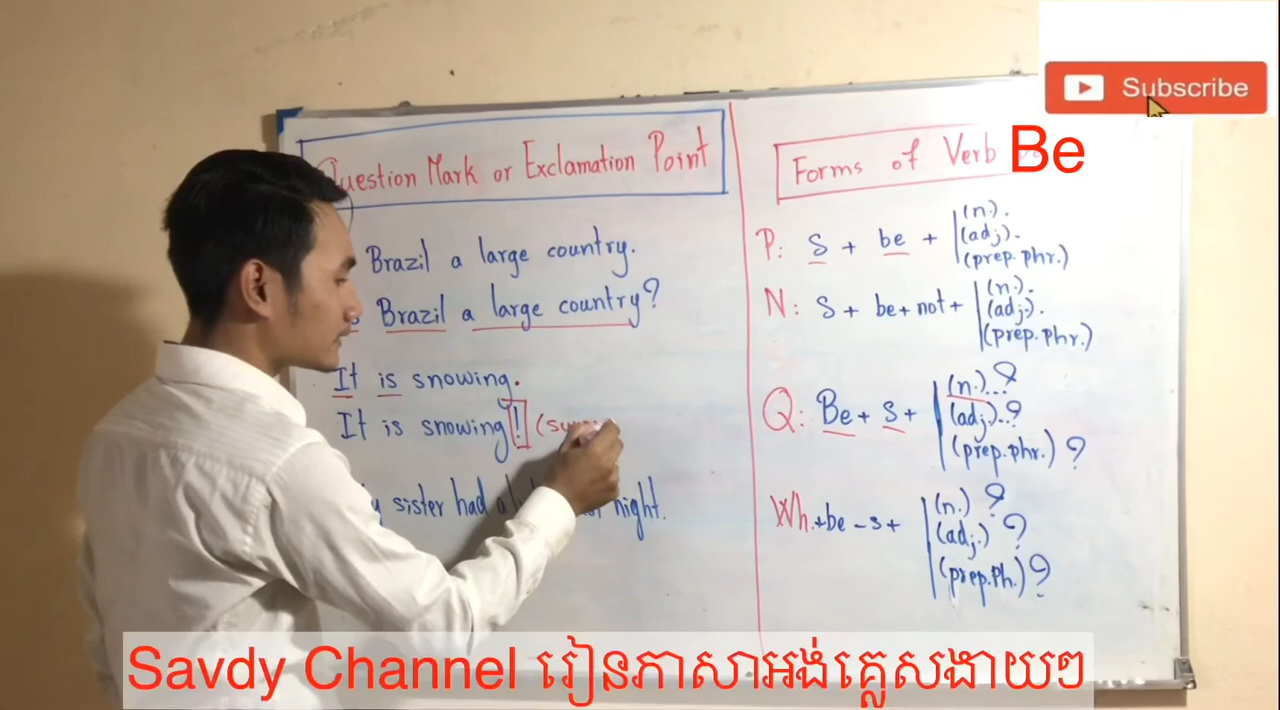 Subscribe
Question Mark or Exclamation Point
Brazil a large country.
Brazil a large country?
It is snowing.
It is snowing! (su
sister had a night.
Forms of Verb Be
P: S + be + (n.).
(adj).
(prep. phr.)
N: S + be + not + (n.).
(adj.).
(prep. phr.)
Q: Be + S + (n.)..?
(adj.)..?
(prep. phr.) ?
Wh. + be - s + (n.) ?
(adj.) ?
(prep. Ph.) ?
Savdy Channel រៀនភាសាអង់គ្លេសងាយៗ